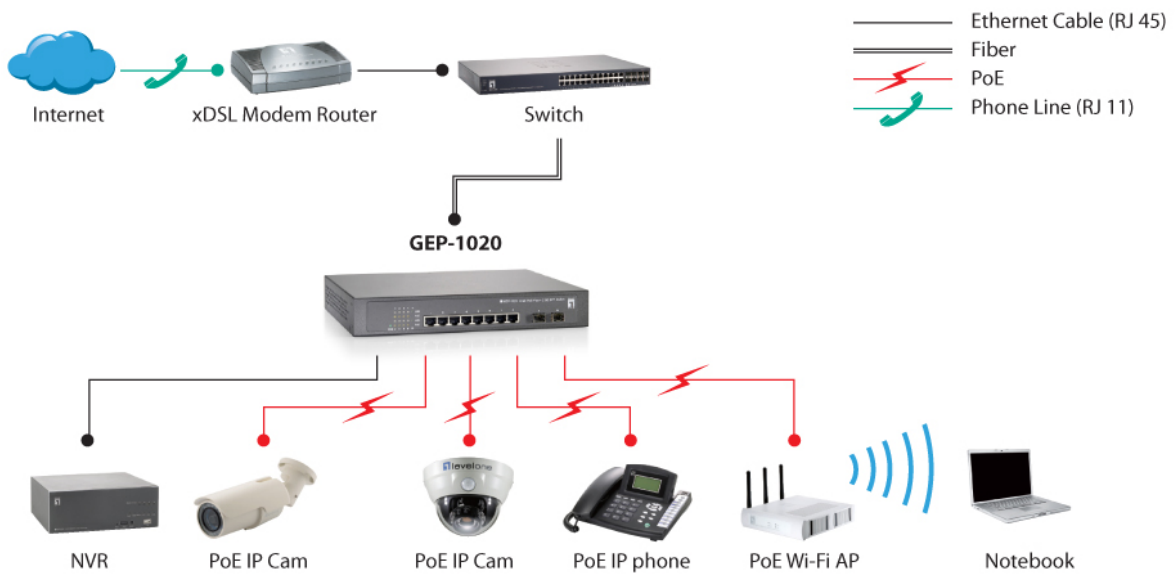 Ethernet Cable (RJ 45)
Fiber
PoE
Phone Line (RJ 11)
Internet
xDSL Modem Router
Switch
GEP-1020
levelone
NVR
PoE IP Cam
PoE IP Cam
PoE IP phone
PoE Wi-Fi AP
Notebook